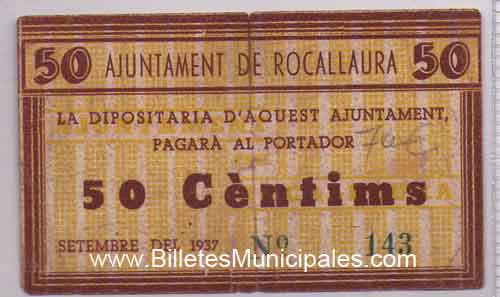 50 AJUNTAMENT DE ROCALLAURA 50
LA DIPOSITARIA D'AQUEST AJUNTAMENT,
PAGARÀ AL PORTADOR
50 Cèntims
SETEMBRE DEL 1937 Nº 143
www.BilletesMunicipales.com